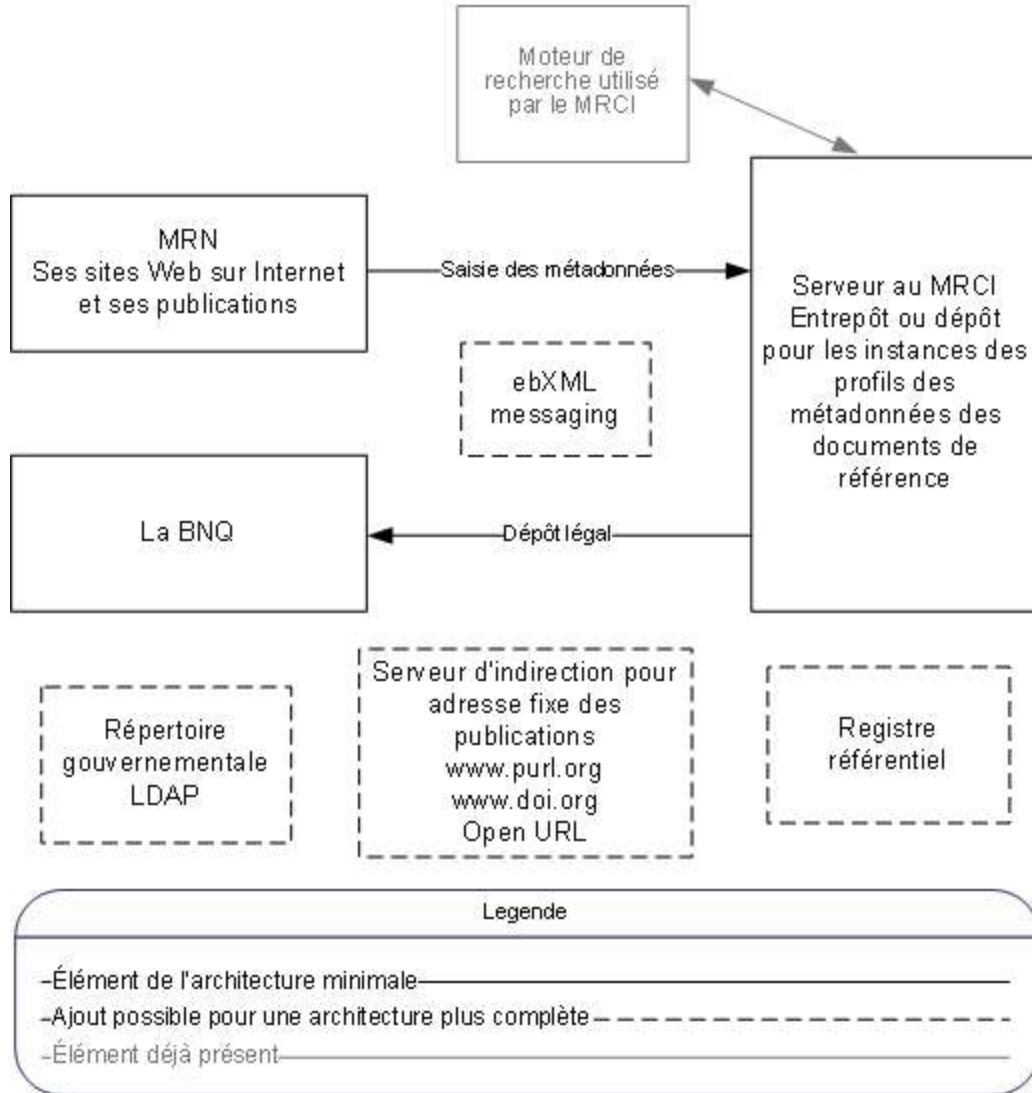 Moteur de
recherche utilisé
par le MRCI
MRN
Ses sites Web sur Internet
et ses publications
Saisie des métadonnées
Serveur au MRCI
Entrepôt ou dépôt
pour les instances des
profils des
métadonnées des
documents de
référence
ebXML
messaging
La BNQ
Dépôt légal
Répertoire
gouvernementale
LDAP
Serveur d'indirection pour
adresse fixe des
publications
www.purl.org
www.doi.org
Open URL
Registre
référentiel
Legende
Élément de l'architecture minimale
Ajout possible pour une architecture plus complète
Élément déjà présent